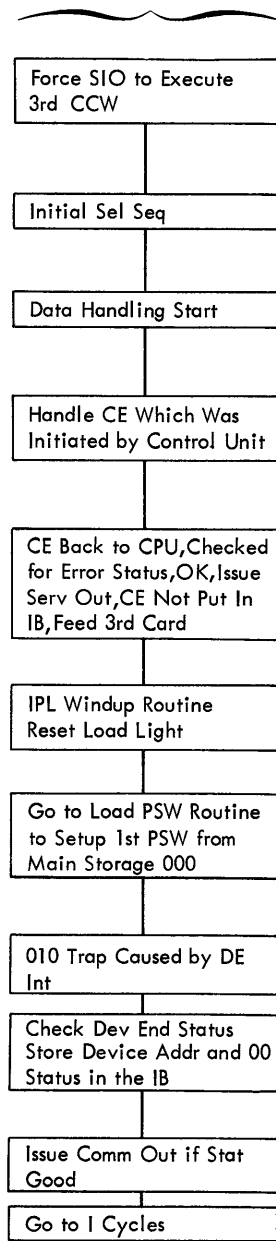 Force SIO to Execute
3rd CCW
Initial Sel Seq
Data Handling Start
Handle CE Which Was
Initiated by Control Unit
CE Back to CPU,Checked
for Error Status,OK,Issue
Serv Out,CE Not Put In
IB,Feed 3rd Card
IPL Windup Routine
Reset Load Light
Go to Load PSW Routine
to Setup 1st PSW from
Main Storage 000
010 Trap Caused by DE
Int
Check Dev End Status
Store Device Addr and 00
Status in the IB
Issue Comm Out if Stat
Good
Go to I Cycles